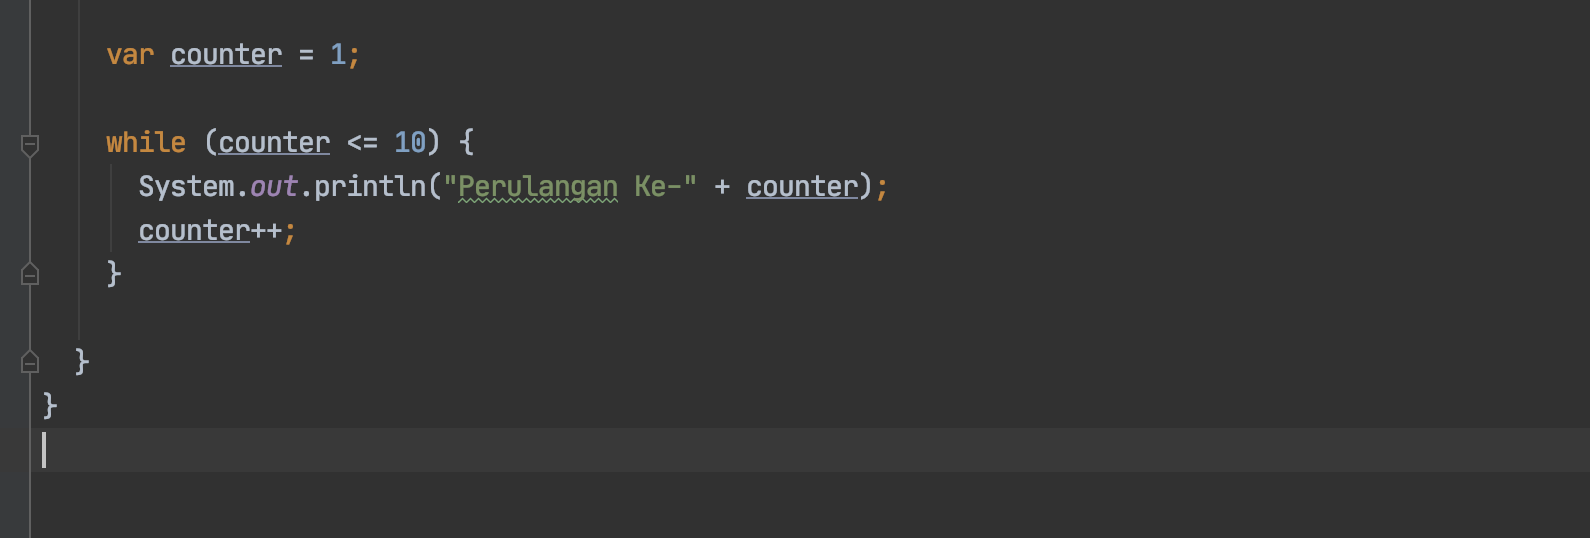 var counter = 1;
while (counter <= 10) {
System.out.println("Perulangan Ke-" + counter);
counter++;
}
}
}